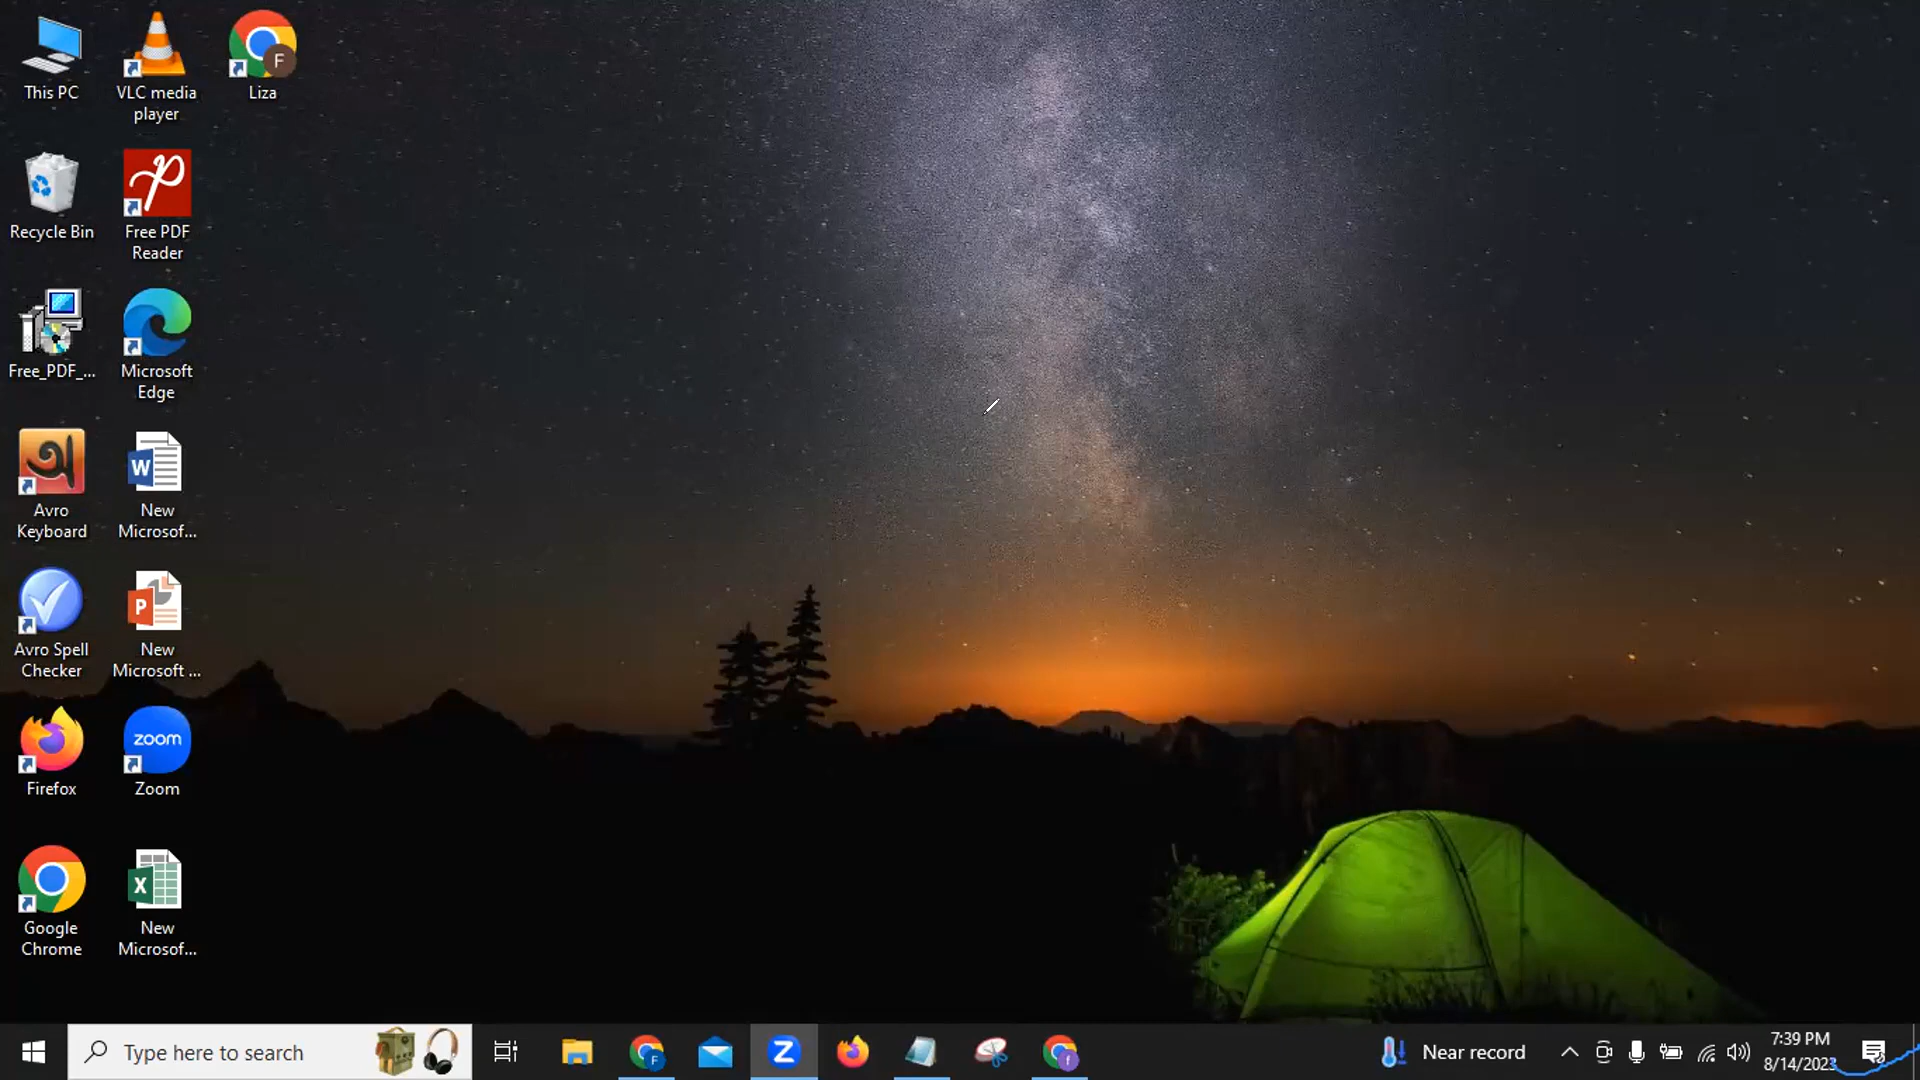 This PC
VLC media
player
Liza
F
Recycle Bin
Free PDF
Reader
Free_PDF_...
Microsoft
Edge
অ
Avro
Keyboard
W
New
Microsof...
Avro Spell
Checker
P
New
Microsoft ...
Firefox
zoom
Zoom
Google
Chrome
X
New
Microsof...
Type here to search
F
Z
f
Near record
7:39 PM
8/14/2023